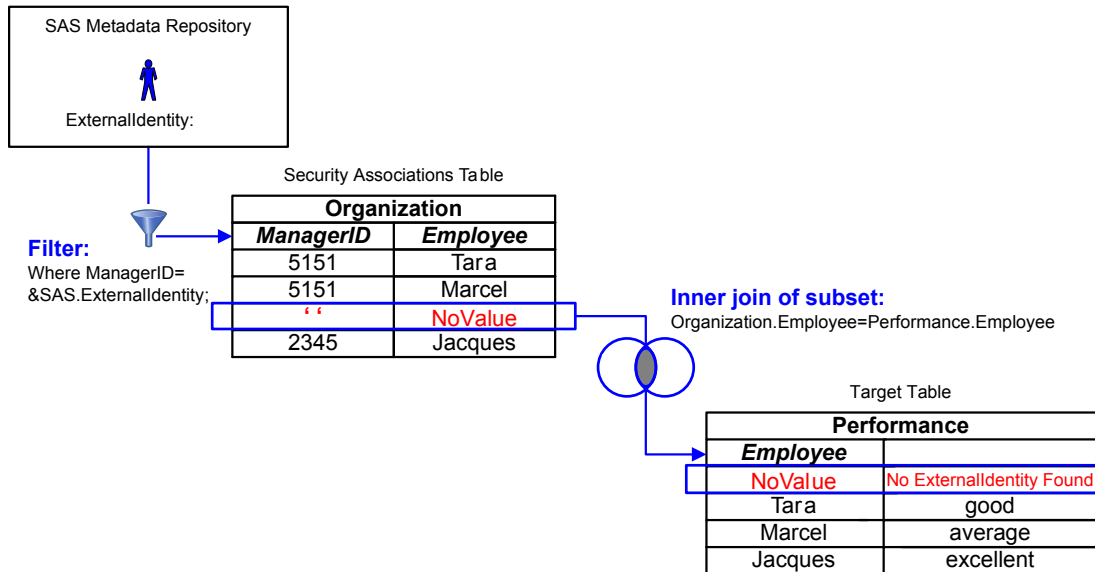 SAS Metadata Repository
ExternalIdentity:
Security Associations Table
Organization
ManagerID Employee
5151 Tara
5151 Marcel
‘ ‘ NoValue
2345 Jacques
Filter:
Where ManagerID=
&SAS.ExternalIdentity;
Inner join of subset:
Organization.Employee=Performance.Employee
Target Table
Performance
Employee
NoValue No ExternalIdentity Found
Tara good
Marcel average
Jacques excellent